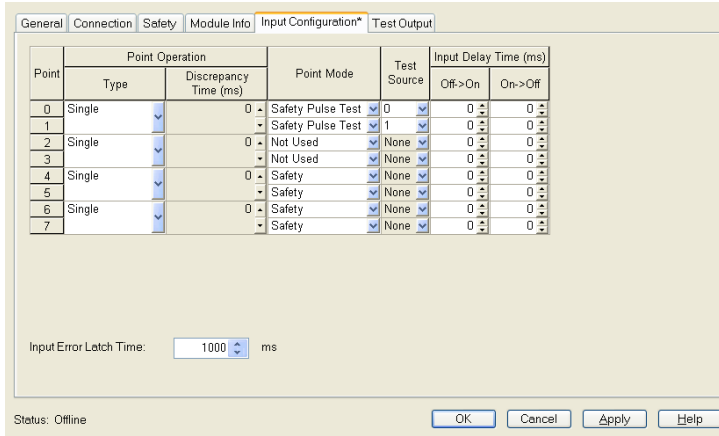 General Connection Safety Module Info Input Configuration* Test Output
Point Operation Input Delay Time (ms)
Point Type Discrepancy Time (ms) Point Mode Test Source Off->On On->Off
0 Single 0 Safety Pulse Test 0 0 0
1 Safety Pulse Test 1 0 0
2 Single 0 Not Used None 0 0
3 Not Used None 0 0
4 Single 0 Safety None 0 0
5 Safety None 0 0
6 Single 0 Safety None 0 0
7 Safety None 0 0
Input Error Latch Time: 1000 ms
Status: Offline OK Cancel Apply Help